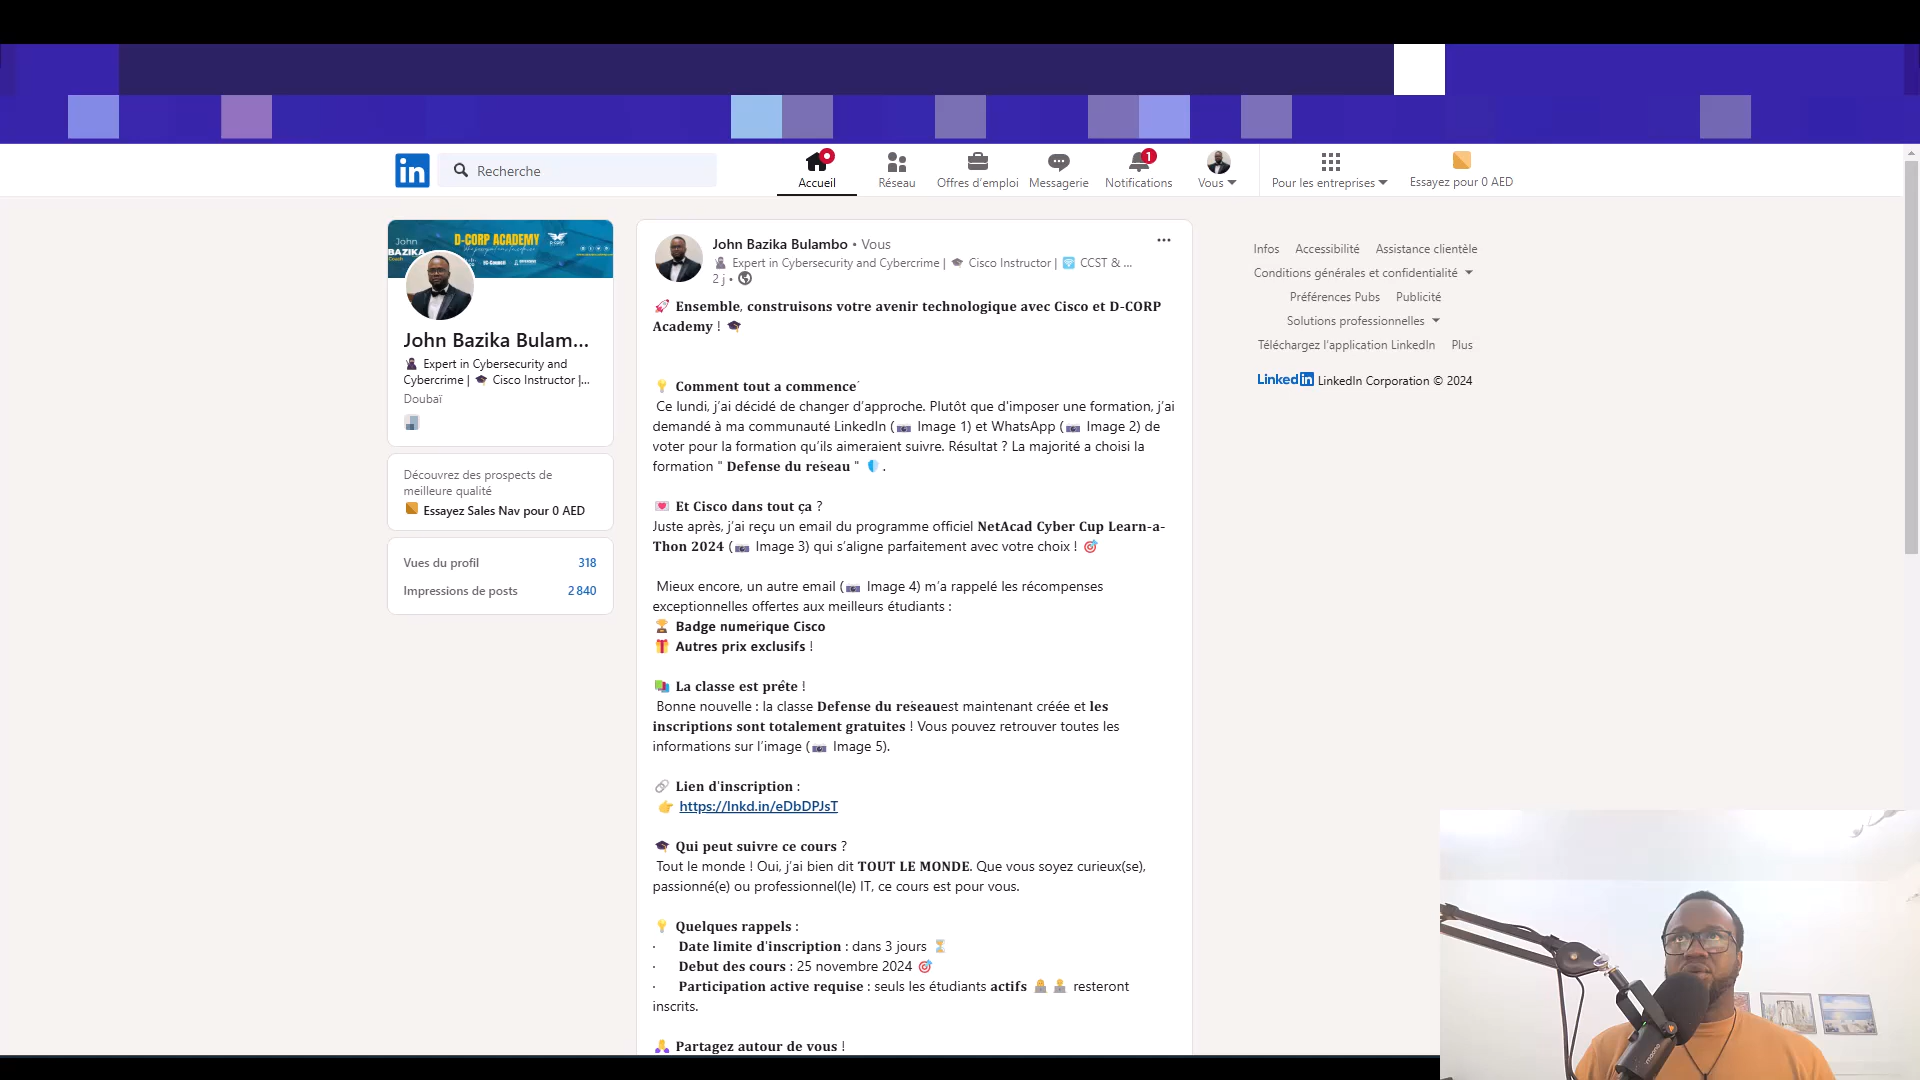 in Recherche
Accueil
Réseau
Offres d'emploi
Messagerie
1
Notifications
Vous
Pour les entreprises
Essayez pour 0 AED
John
BAZIKA
Coach
D-CORP ACADEMY
John Bazika Bulam...
Expert in Cybersecurity and
Cybercrime | Cisco Instructor |...
Doubaï
Découvrez des prospects de
meilleure qualité
Essayez Sales Nav pour 0 AED
Vues du profil 318
Impressions de posts 2 840
John Bazika Bulambo • Vous
Expert in Cybersecurity and Cybercrime | Cisco Instructor | CCST & ...
2 j •
Ensemble, construisons votre avenir technologique avec Cisco et D-CORP
Academy !
Comment tout a commencé
Ce lundi, j'ai décidé de changer d'approche. Plutôt que d'imposer une formation, j'ai
demandé à ma communauté LinkedIn ( Image 1) et WhatsApp ( Image 2) de
voter pour la formation qu'ils aimeraient suivre. Résultat ? La majorité a choisi la
formation " Défense du réseau " .
Et Cisco dans tout ça ?
Juste après, j'ai reçu un email du programme officiel NetAcad Cyber Cup Learn-a-
Thon 2024 ( Image 3) qui s'aligne parfaitement avec votre choix !
Mieux encore, un autre email ( Image 4) m'a rappelé les récompenses
exceptionnelles offertes aux meilleurs étudiants :
Badge numérique Cisco
Autres prix exclusifs !
La classe est prête !
Bonne nouvelle : la classe Défense du réseauest maintenant créée et les
inscriptions sont totalement gratuites ! Vous pouvez retrouver toutes les
informations sur l'image ( Image 5).
Lien d'inscription :
https://lnkd.in/eDbDPJsT
Qui peut suivre ce cours ?
Tout le monde ! Oui, j'ai bien dit TOUT LE MONDE. Que vous soyez curieux(se),
passionné(e) ou professionnel(le) IT, ce cours est pour vous.
Quelques rappels :
· Date limite d'inscription : dans 3 jours
· Debut des cours : 25 novembre 2024
· Participation active requise : seuls les étudiants actifs resteront
inscrits.
Partagez autour de vous !
Infos Accessibilité Assistance clientèle
Conditions générales et confidentialité
Préférences Pubs Publicité
Solutions professionnelles
Téléchargez l'application LinkedIn Plus
LinkedIn LinkedIn Corporation © 2024